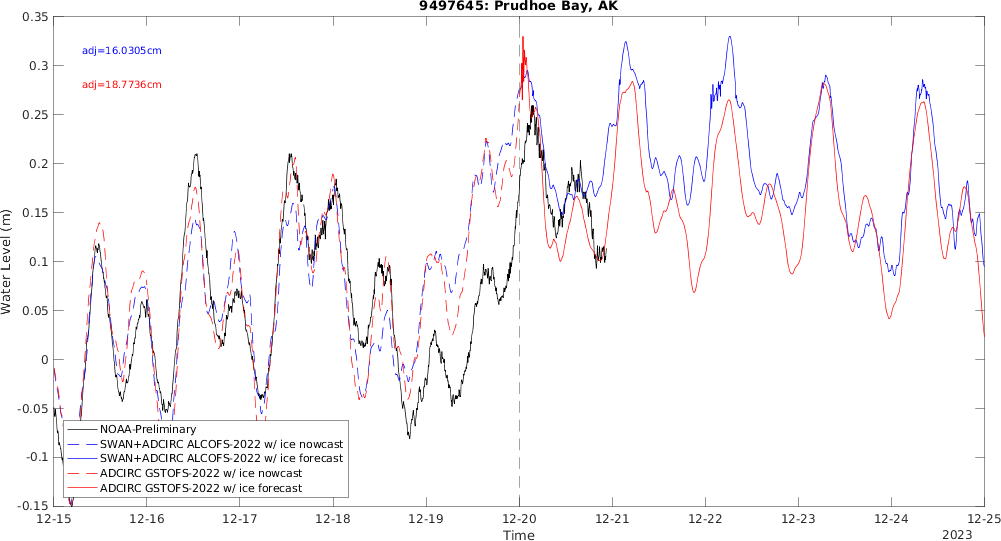 9497645: Prudhoe Bay, AK
adj=16.0305cm
adj=18.7736cm
Water Level (m)
0.35
0.3
0.25
0.2
0.15
0.1
0.05
0
-0.05
-0.1
-0.15
NOAA-Preliminary
SWAN+ADCIRC ALCOFS-2022 w/ ice nowcast
SWAN+ADCIRC ALCOFS-2022 w/ ice forecast
ADCIRC GSTOFS-2022 w/ ice nowcast
ADCIRC GSTOFS-2022 w/ ice forecast
12-15 12-16 12-17 12-18 12-19 12-20 12-21 12-22 12-23 12-24 12-25
Time
2023